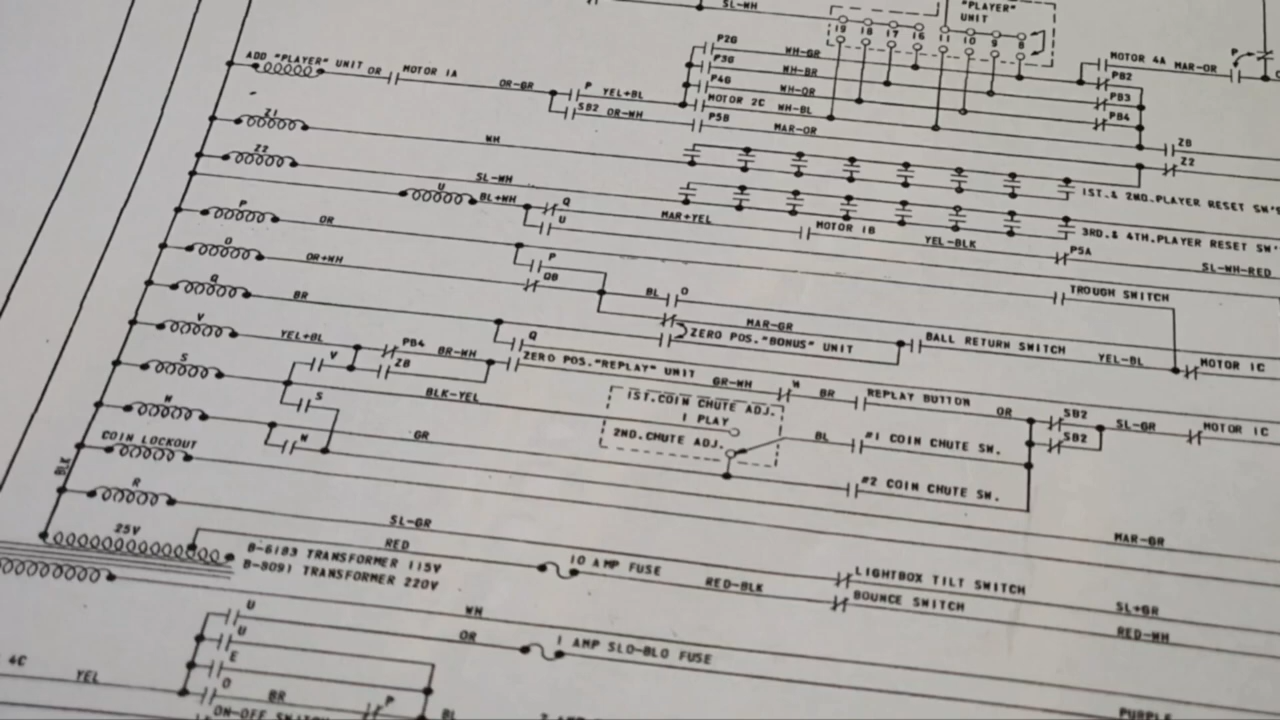 SL-WH
"PLAYER"
UNIT
19 18 17 16 11 10 9 8
P2G WH-GR
P3G WH-BR
P4G WH-OR
MOTOR 2C WH-BL
P5B MAR-OR
MOTOR 4A MAR-OR
P
PB2
PB3
PB4
ZB
Z2
ADD "PLAYER" UNIT OR MOTOR 1A
OR-GR P YEL+BL
SB2 OR-WH
Z1 WH
1ST.& 2ND.PLAYER RESET SW'S
Z2 SL-WH
3RD.& 4TH.PLAYER RESET SW'
U BL+WH Q
U MAR+YEL MOTOR 1B YEL-BLK P5A SL-WH-RED
P OR
P
QB
BL O
TROUGH SWITCH
O OR+WH
MAR-GR
ZERO POS."BONUS" UNIT
BALL RETURN SWITCH YEL-BL MOTOR 1C
Q BR
Q
V YEL+BL PB4 BR-WH
V ZB
ZERO POS."REPLAY" UNIT GR-WH W BR REPLAY BUTTON OR SB2 SL-GR MOTOR 1C
SB2
S BLK-YEL
S
1ST.COIN CHUTE ADJ.
1 PLAY
2ND.CHUTE ADJ.
BL #1 COIN CHUTE SW.
W GR
W
#2 COIN CHUTE SW.
COIN LOCKOUT
MAR-GR
BLK
R SL-GR
25V
RED
B-6183 TRANSFORMER 115V
B-8091 TRANSFORMER 220V
10 AMP FUSE RED-BLK
LIGHTBOX TILT SWITCH SL+GR
BOUNCE SWITCH RED-WH
U WH
U OR 1 AMP SLO-BLO FUSE
E
PURPLE
4C YEL O BR P BL
ON-OFF SWITCH